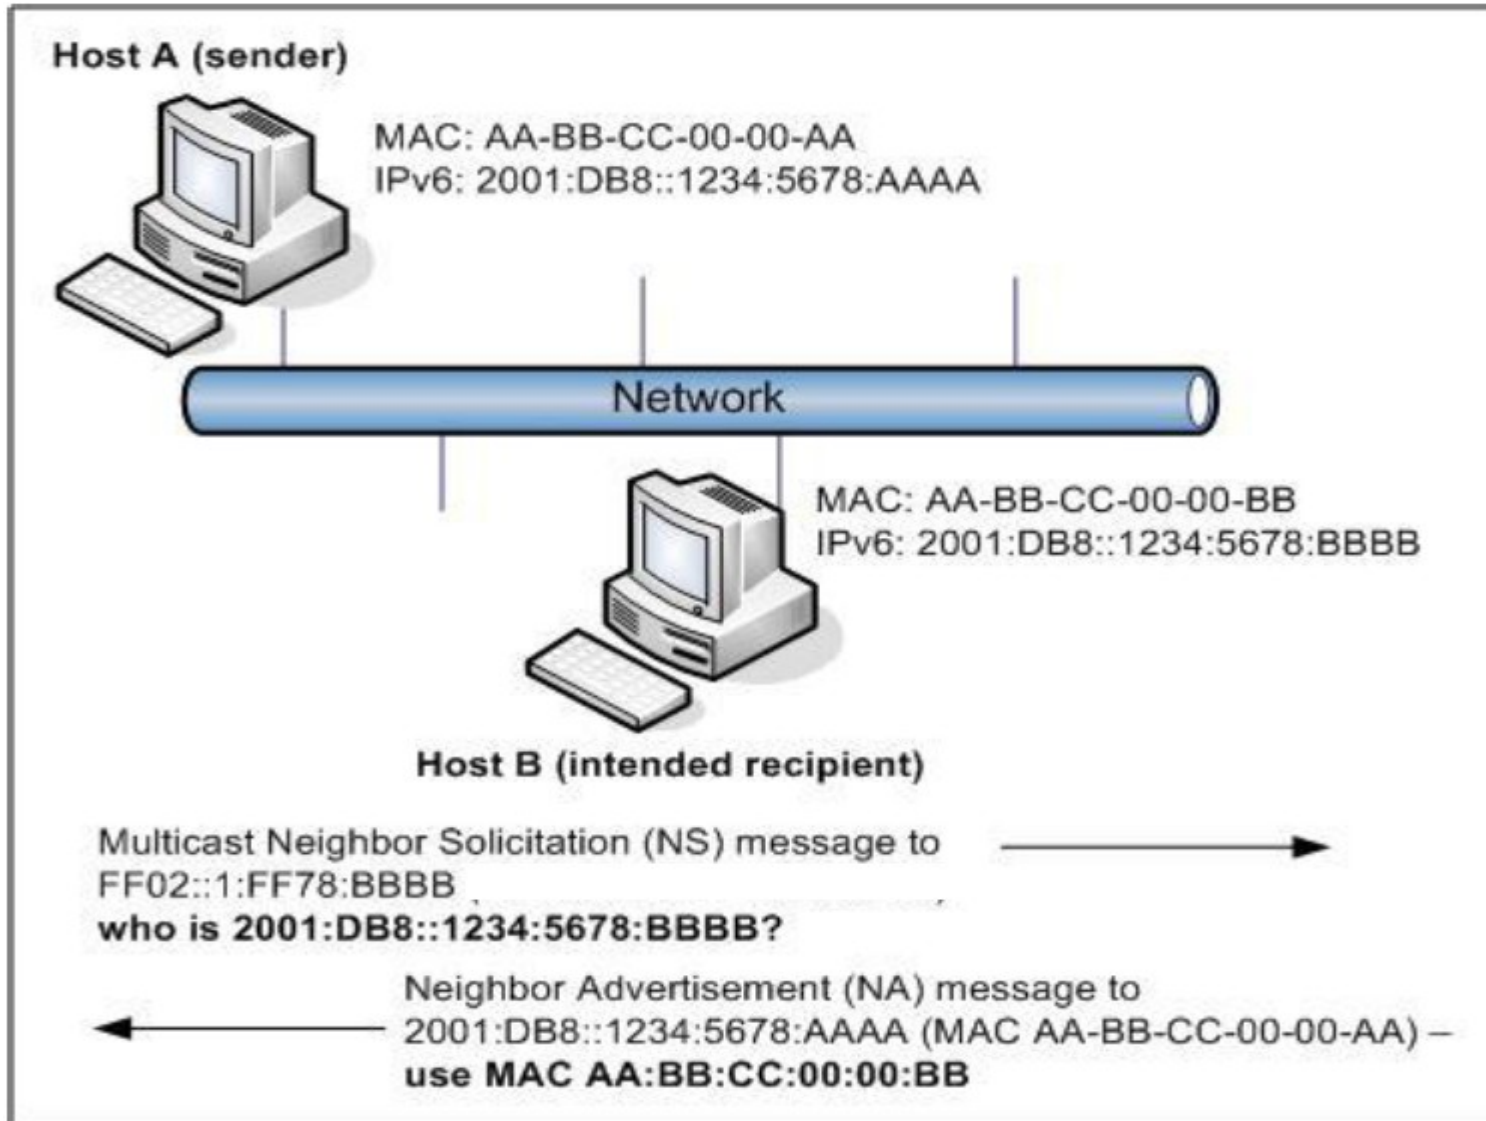 Host A (sender)
MAC: AA-BB-CC-00-00-AA
IPv6: 2001:DB8::1234:5678:AAAA
Network
MAC: AA-BB-CC-00-00-BB
IPv6: 2001:DB8::1234:5678:BBBB
Host B (intended recipient)
Multicast Neighbor Solicitation (NS) message to
FF02::1:FF78:BBBB
who is 2001:DB8::1234:5678:BBBB?
Neighbor Advertisement (NA) message to
2001:DB8::1234:5678:AAAA (MAC AA-BB-CC-00-00-AA) –
use MAC AA:BB:CC:00:00:BB